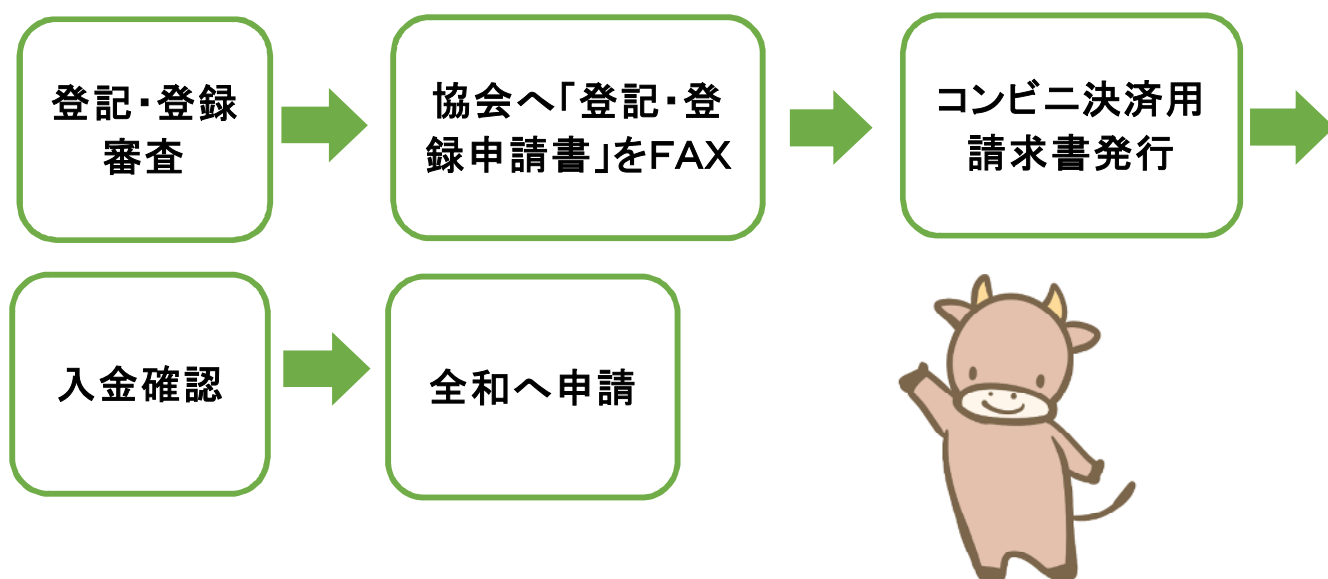 登記・登録
審査
協会へ「登記・登
録申請書」をFAX
コンビニ決済用
請求書発行
入金確認
全和へ申請